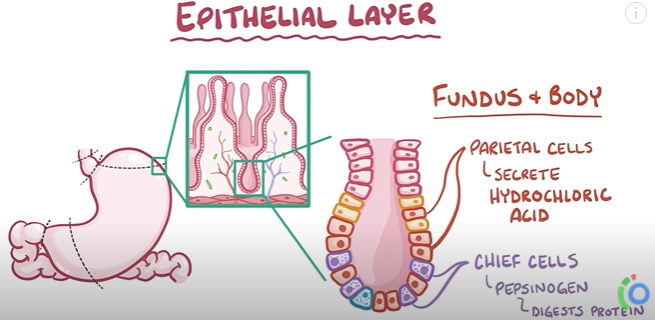 EPITHELIAL LAYER
FUNDUS & BODY
PARIETAL CELLS
SECRETE
HYDROCHLORIC
ACID
CHIEF CELLS
PEPSINOGEN
DIGESTS PROTEIN